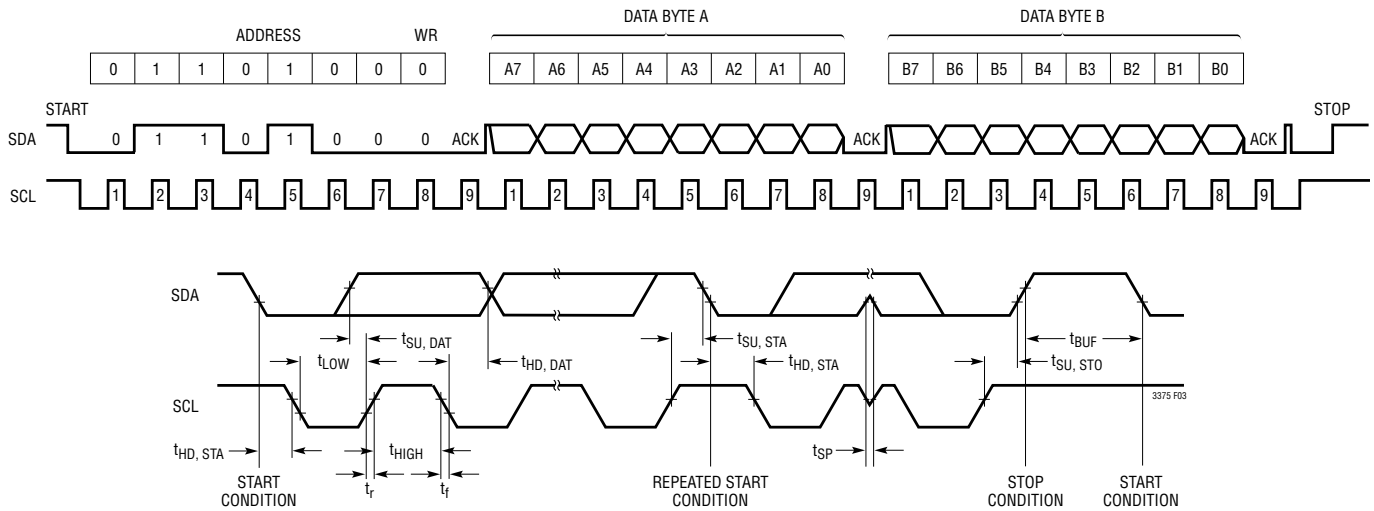 DATA BYTE A DATA BYTE B
ADDRESS WR
0 1 1 0 1 0 0 0 A7 A6 A5 A4 A3 A2 A1 A0 B7 B6 B5 B4 B3 B2 B1 B0
START STOP
SDA 0 1 1 0 1 0 0 0 ACK ACK ACK
SCL 1 2 3 4 5 6 7 8 9 1 2 3 4 5 6 7 8 9 1 2 3 4 5 6 7 8 9
SDA
tSU, DAT tSU, STA tBUF
tLOW tHD, DAT tHD, STA tSU, STO
SCL 3375 F03
tHD, STA tHIGH tSP
tr tf
START CONDITION
REPEATED START CONDITION
STOP CONDITION
START CONDITION